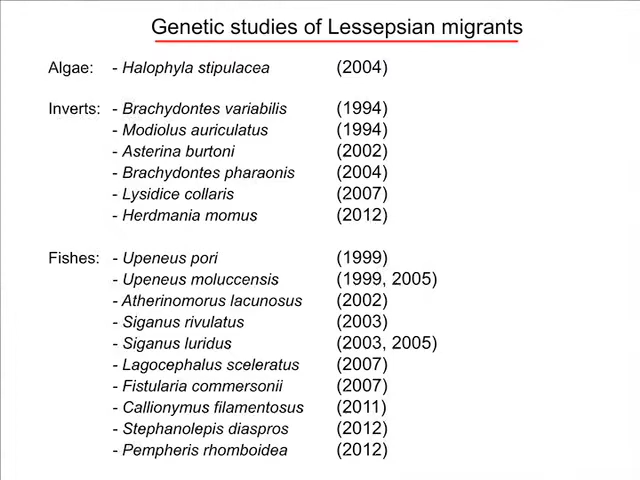 Genetic studies of Lessepsian migrants
Algae: - Halophyla stipulacea (2004)
Inverts: - Brachydontes variabilis (1994)
- Modiolus auriculatus (1994)
- Asterina burtoni (2002)
- Brachydontes pharaonis (2004)
- Lysidice collaris (2007)
- Herdmania momus (2012)
Fishes: - Upeneus pori (1999)
- Upeneus moluccensis (1999, 2005)
- Atherinomorus lacunosus (2002)
- Siganus rivulatus (2003)
- Siganus luridus (2003, 2005)
- Lagocephalus sceleratus (2007)
- Fistularia commersonii (2007)
- Callionymus filamentosus (2011)
- Stephanolepis diaspros (2012)
- Pempheris rhomboidea (2012)